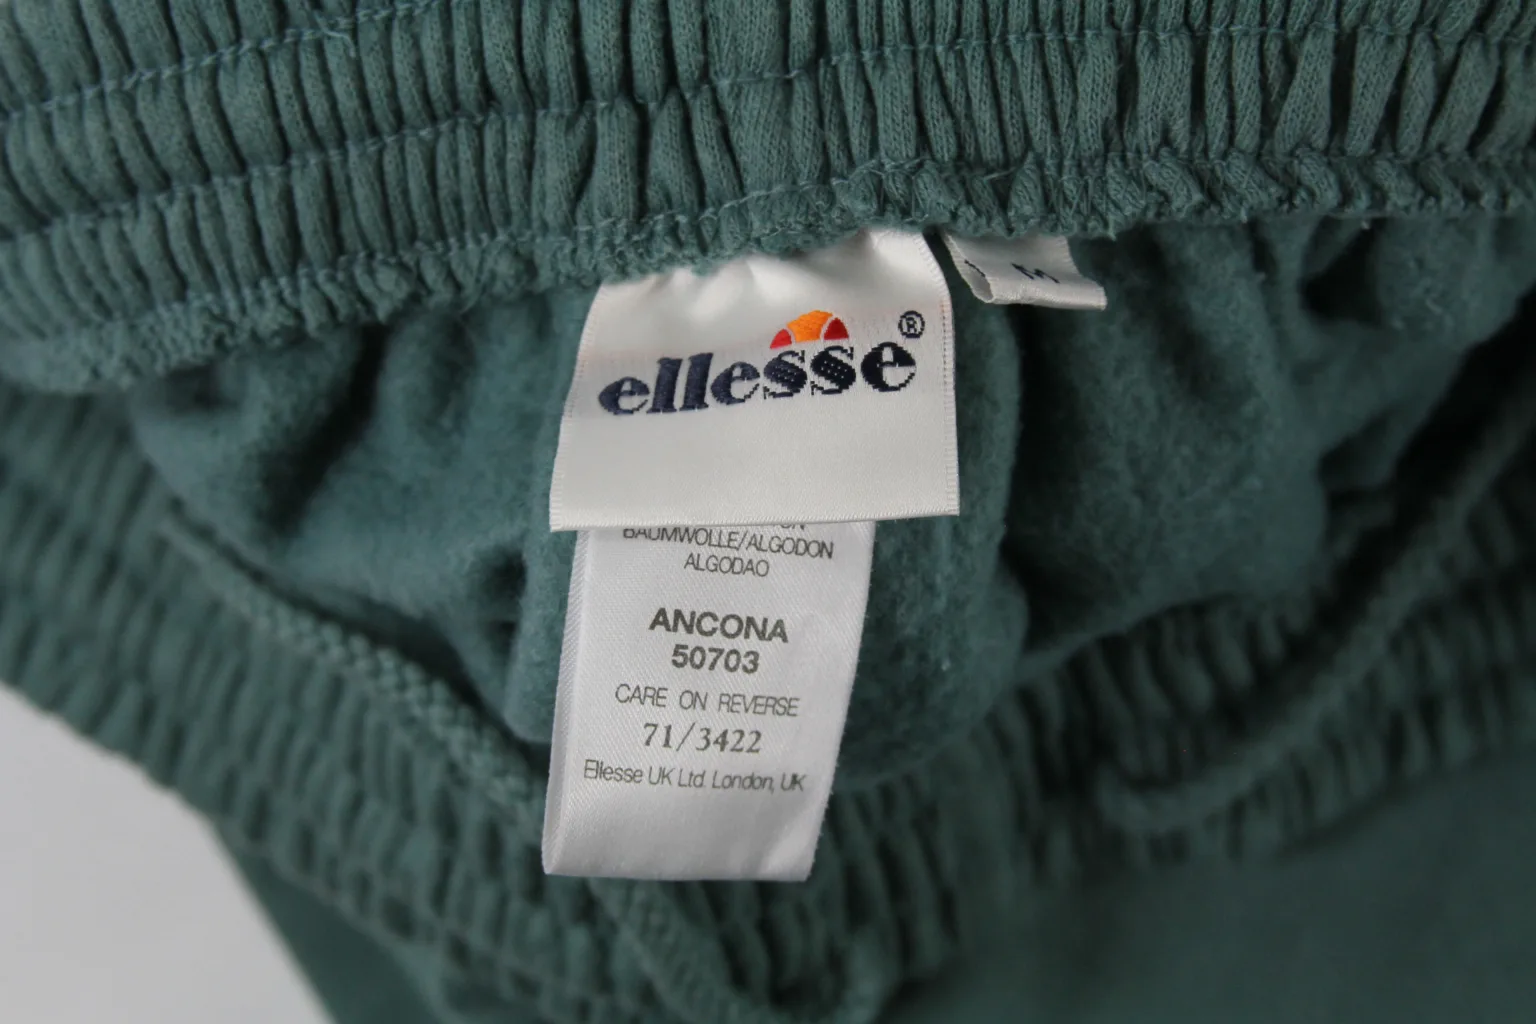 ellesse®
M
BAUMWOLLE/ALGODON
ALGODAO
ANCONA
50703
CARE ON REVERSE
71/3422
Ellesse UK Ltd. London, UK